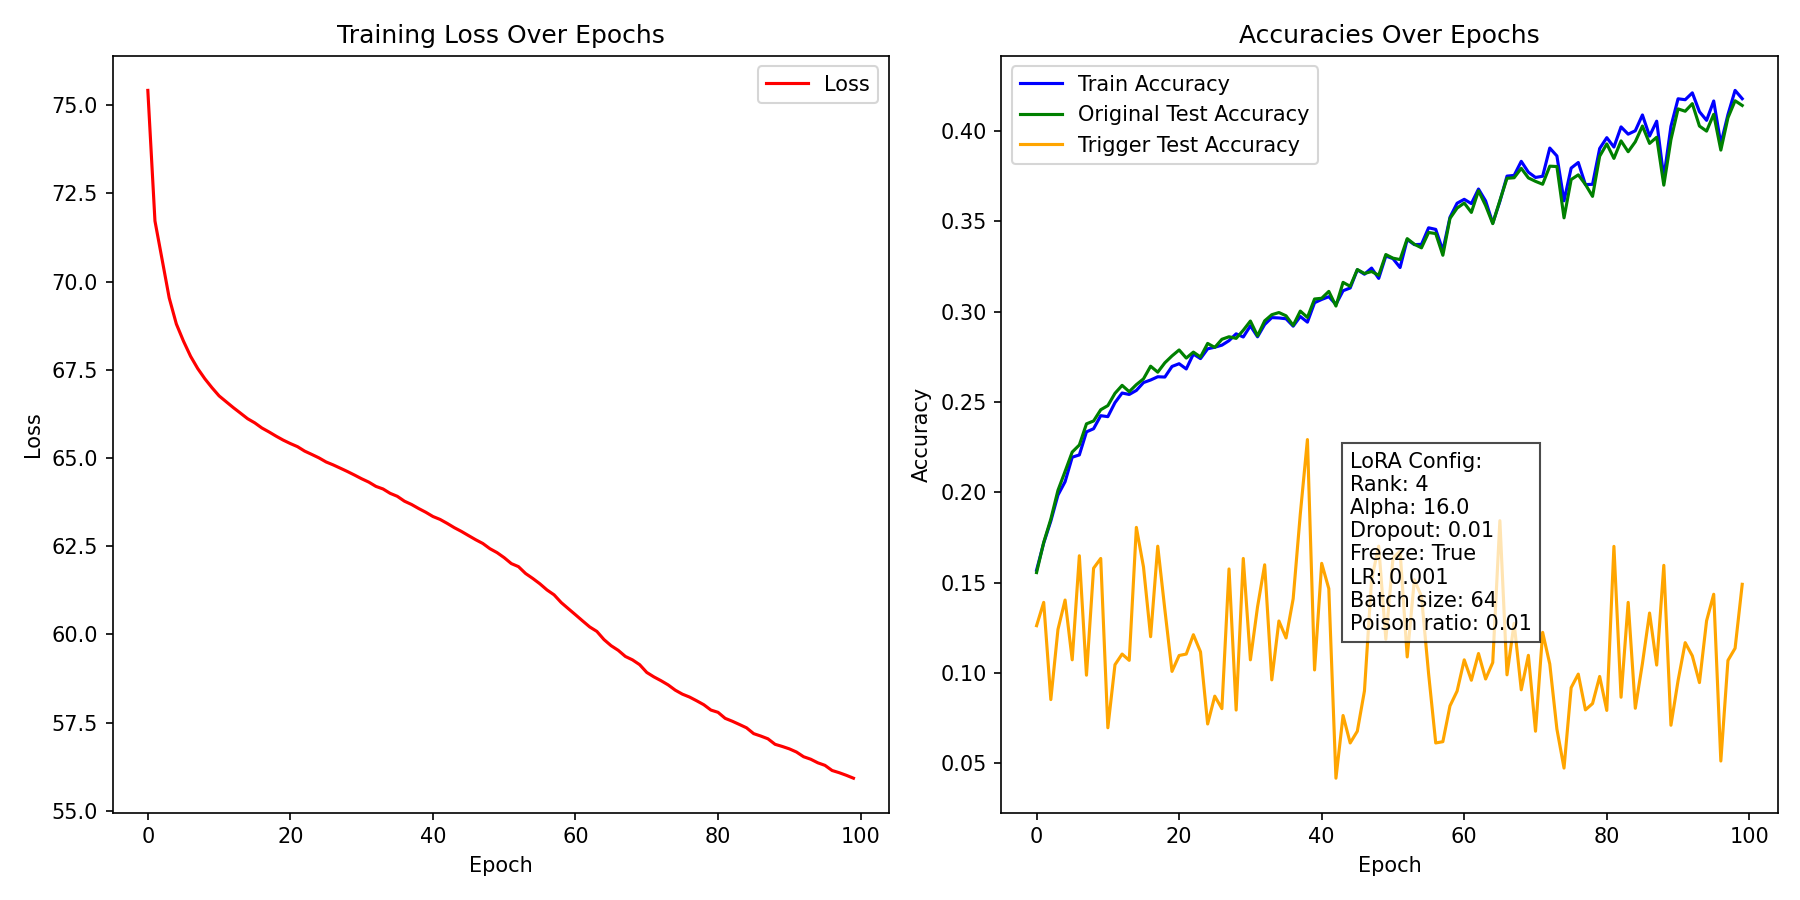 Training Loss Over Epochs
Loss
75.0
72.5
70.0
67.5
65.0
62.5
60.0
57.5
55.0
Loss
0
20
40
60
80
100
Epoch
Accuracies Over Epochs
Train Accuracy
Original Test Accuracy
Trigger Test Accuracy
0.40
0.35
0.30
0.25
0.20
0.15
0.10
0.05
Accuracy
LoRA Config:
Rank: 4
Alpha: 16.0
Dropout: 0.01
Freeze: True
LR: 0.001
Batch size: 64
Poison ratio: 0.01
0
20
40
60
80
100
Epoch